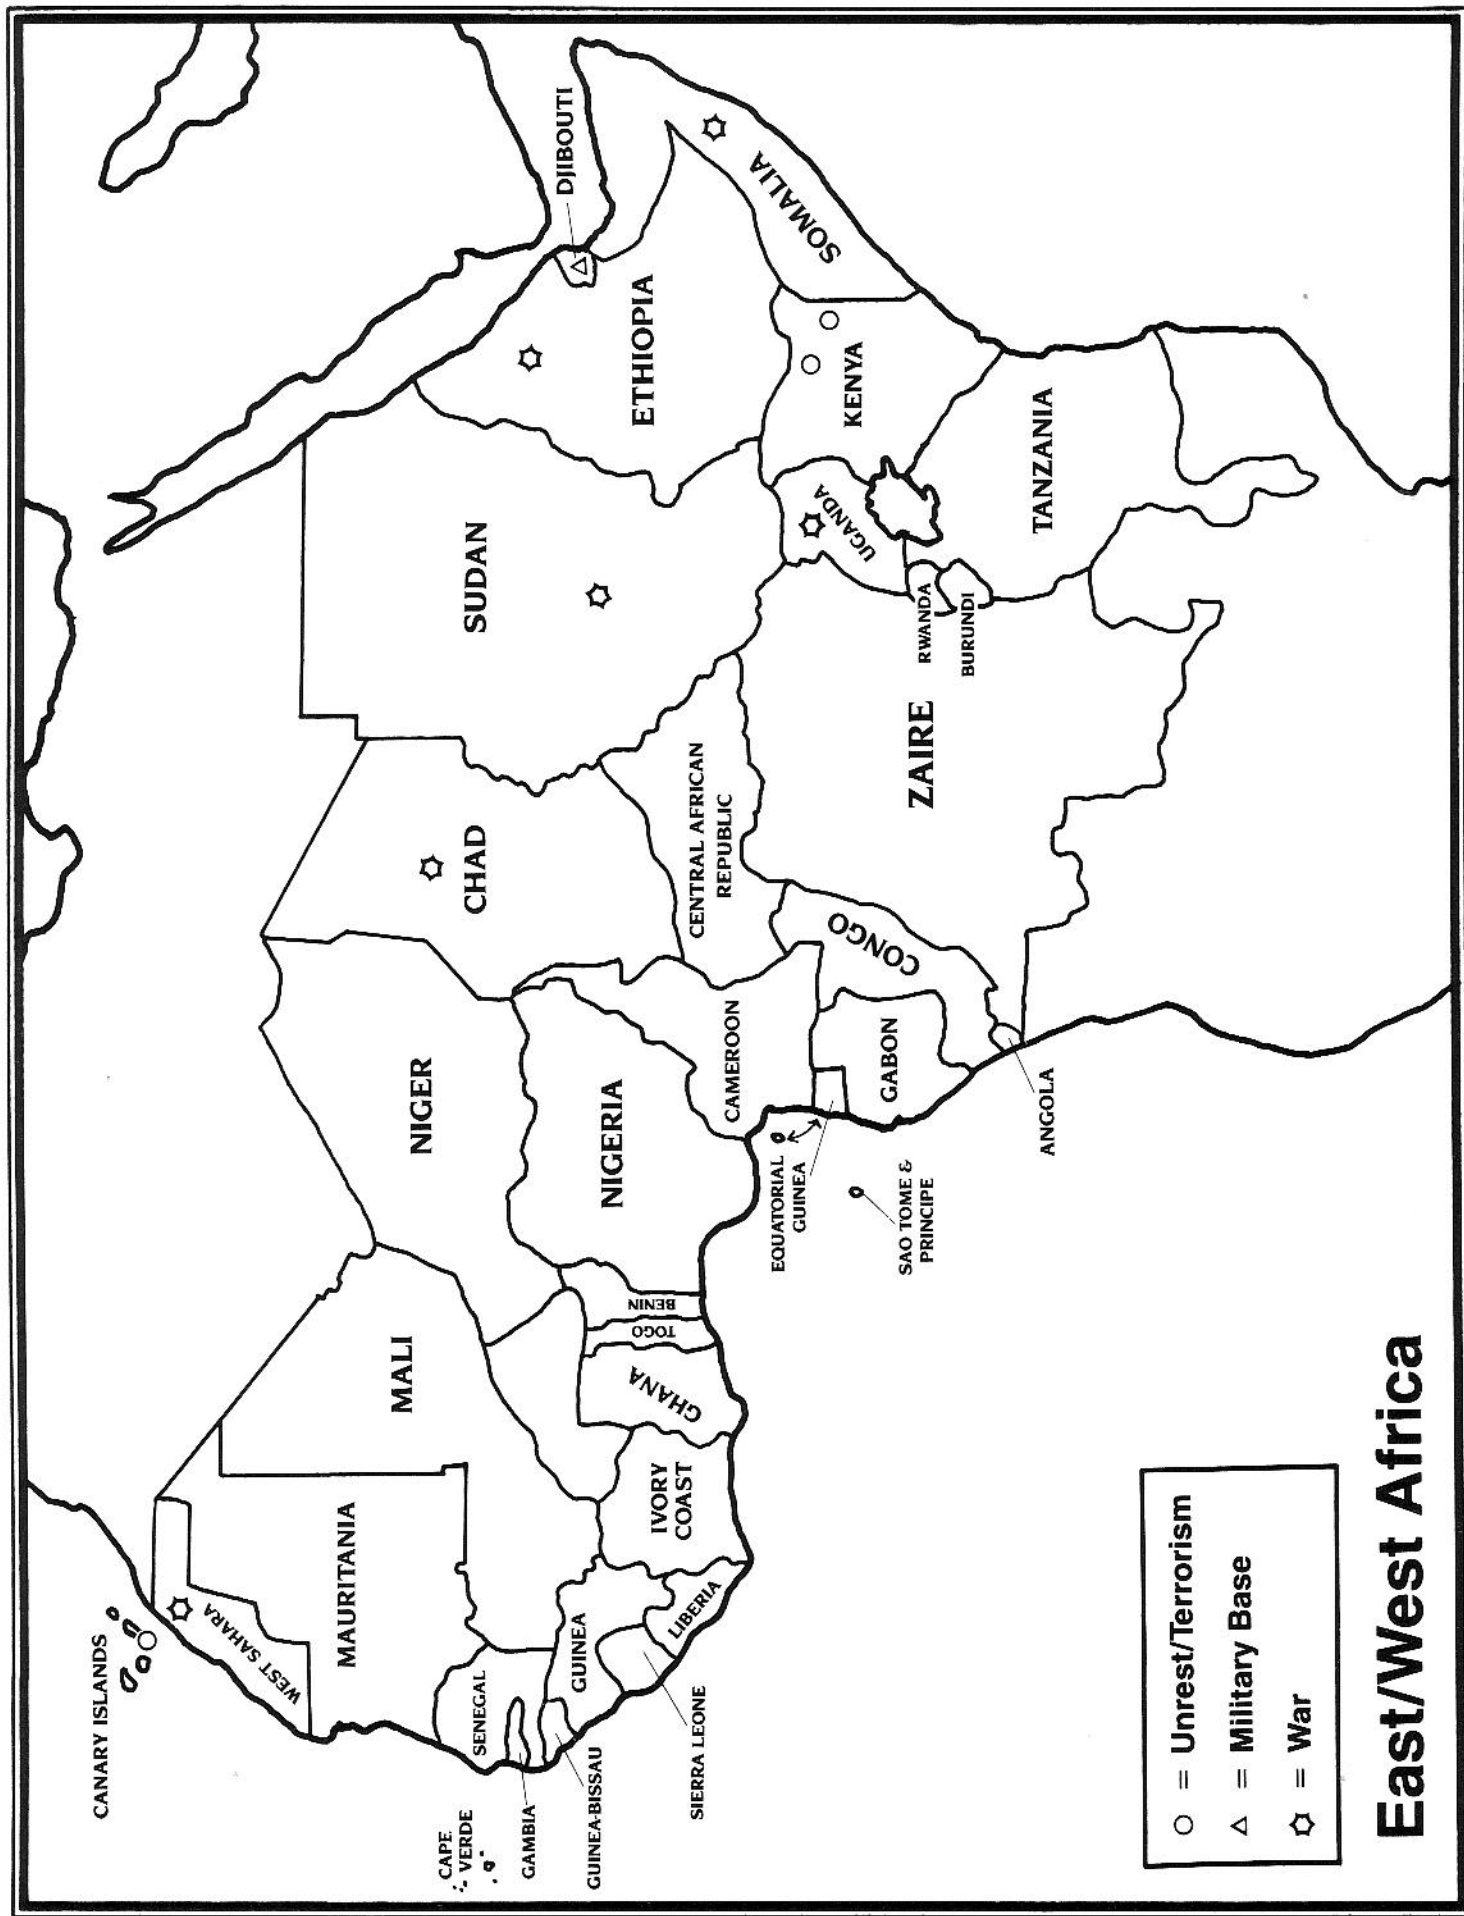 CANARY ISLANDS
WEST SAHARA
MAURITANIA
MALI
NIGER
CHAD
SUDAN
ETHIOPIA
DJIBOUTI
SOMALIA
CAPE
VERDE
SENEGAL
GAMBIA
GUINEA-BISSAU
GUINEA
SIERRA LEONE
LIBERIA
IVORY
COAST
GHANA
TOGO
BENIN
NIGERIA
CAMEROON
CENTRAL AFRICAN
REPUBLIC
EQUATORIAL
GUINEA
SAO TOME &
PRINCIPE
GABON
CONGO
ANGOLA
ZAIRE
UGANDA
RWANDA
BURUNDI
KENYA
TANZANIA
= Unrest/Terrorism
= Military Base
= War
East/West Africa